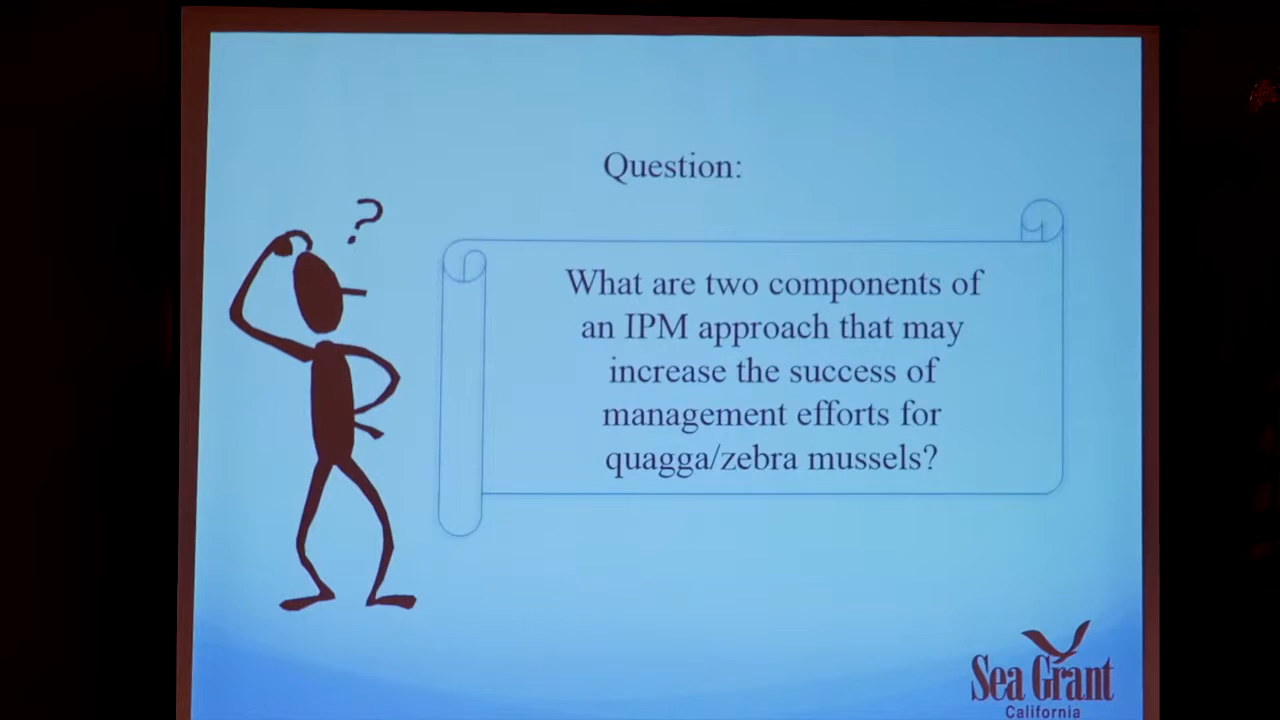 Question:
?
What are two components of
an IPM approach that may
increase the success of
management efforts for
quagga/zebra mussels?
Sea Grant
California